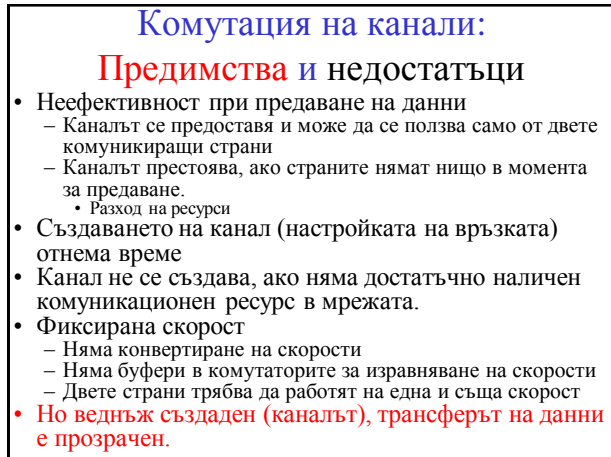 Комутация на канали:
Предимства и недостатъци
• Неефективност при предаване на данни
– Каналът се предоставя и може да се ползва само от двете
комуникиращи страни
– Каналът престоява, ако страните нямат нищо в момента
за предаване.
• Разход на ресурси
• Създаването на канал (настройката на връзката)
отнема време
• Канал не се създава, ако няма достатъчно наличен
комуникационен ресурс в мрежата.
• Фиксирана скорост
– Няма конвертиране на скорости
– Няма буфери в комутаторите за изравняване на скорости
– Двете страни трябва да работят на една и съща скорост
• Но веднъж създаден (каналът), трансферът на данни
е прозрачен.